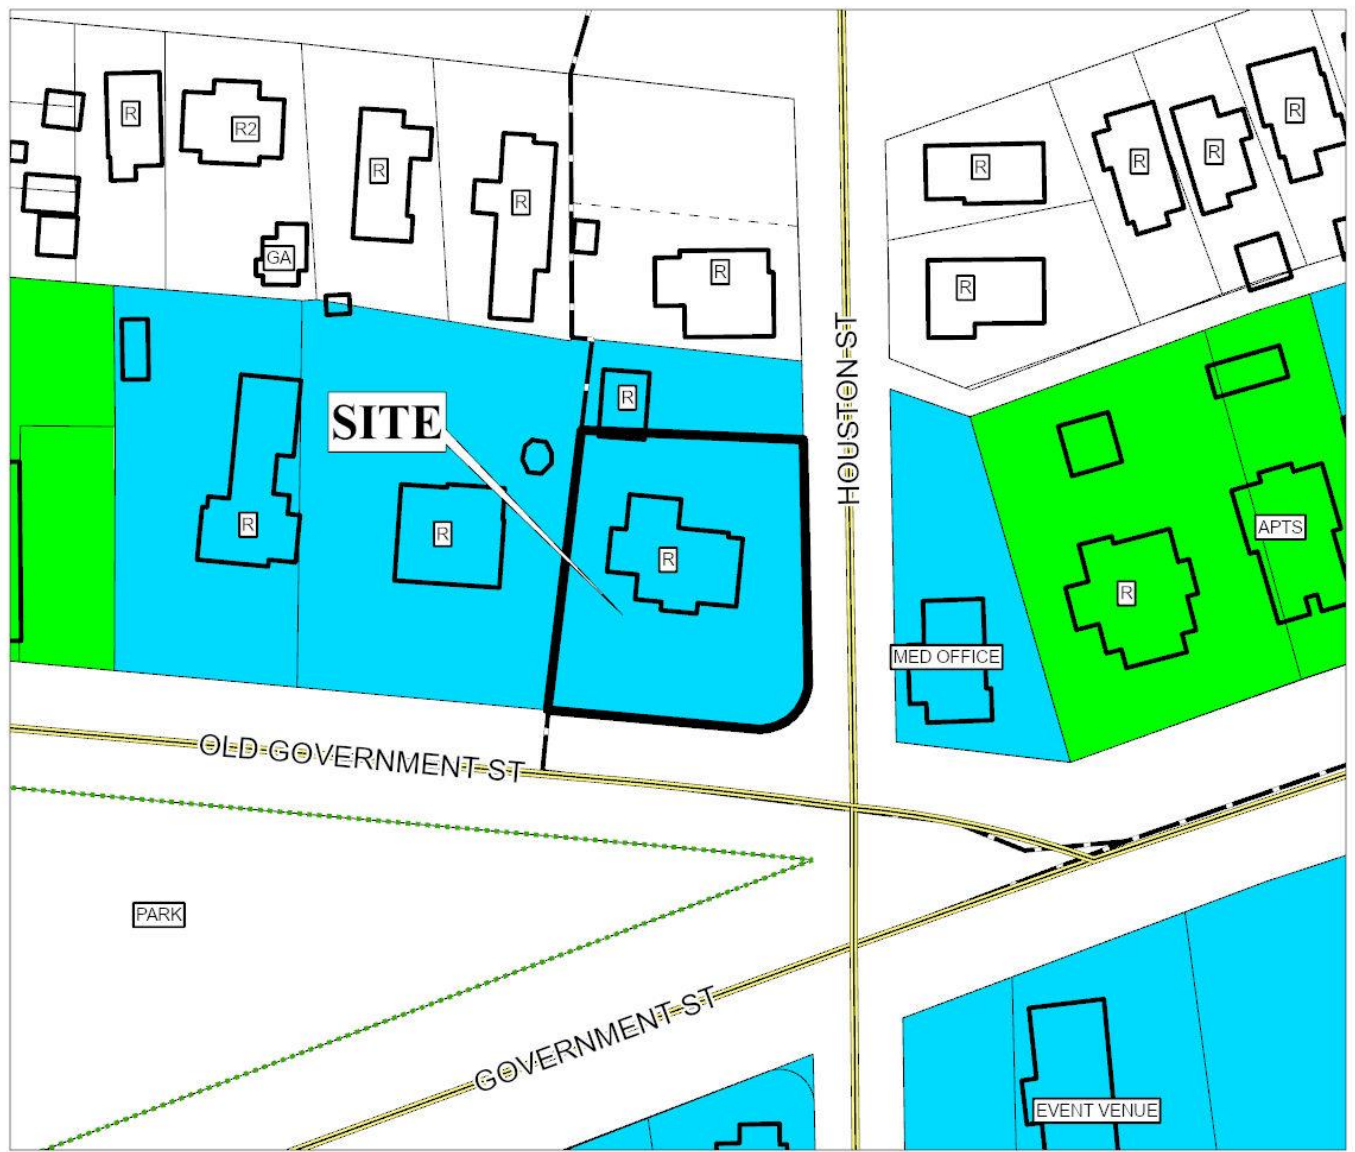 R
R2
R
R
R
R
R
R
R
GA
R
R
HOUSTON ST
R
SITE
R
R
R
APTS
R
MED OFFICE
OLD GOVERNMENT ST
PARK
GOVERNMENT ST
EVENT VENUE